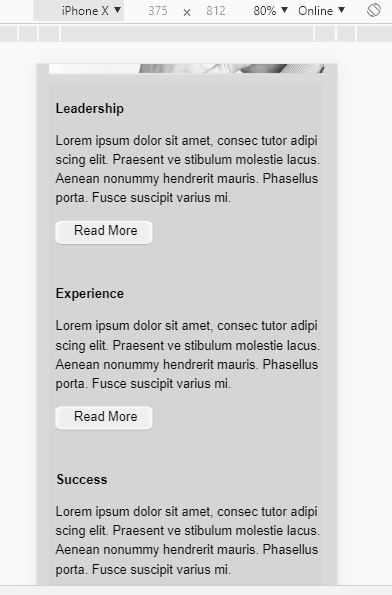 iPhone X ▼ 375 × 812 80% ▼ Online ▼
Leadership
Lorem ipsum dolor sit amet, consec tutor adipi
scing elit. Praesent ve stibulum molestie lacus.
Aenean nonummy hendrerit mauris. Phasellus
porta. Fusce suscipit varius mi.
Read More
Experience
Lorem ipsum dolor sit amet, consec tutor adipi
scing elit. Praesent ve stibulum molestie lacus.
Aenean nonummy hendrerit mauris. Phasellus
porta. Fusce suscipit varius mi.
Read More
Success
Lorem ipsum dolor sit amet, consec tutor adipi
scing elit. Praesent ve stibulum molestie lacus.
Aenean nonummy hendrerit mauris. Phasellus
porta. Fusce suscipit varius mi.